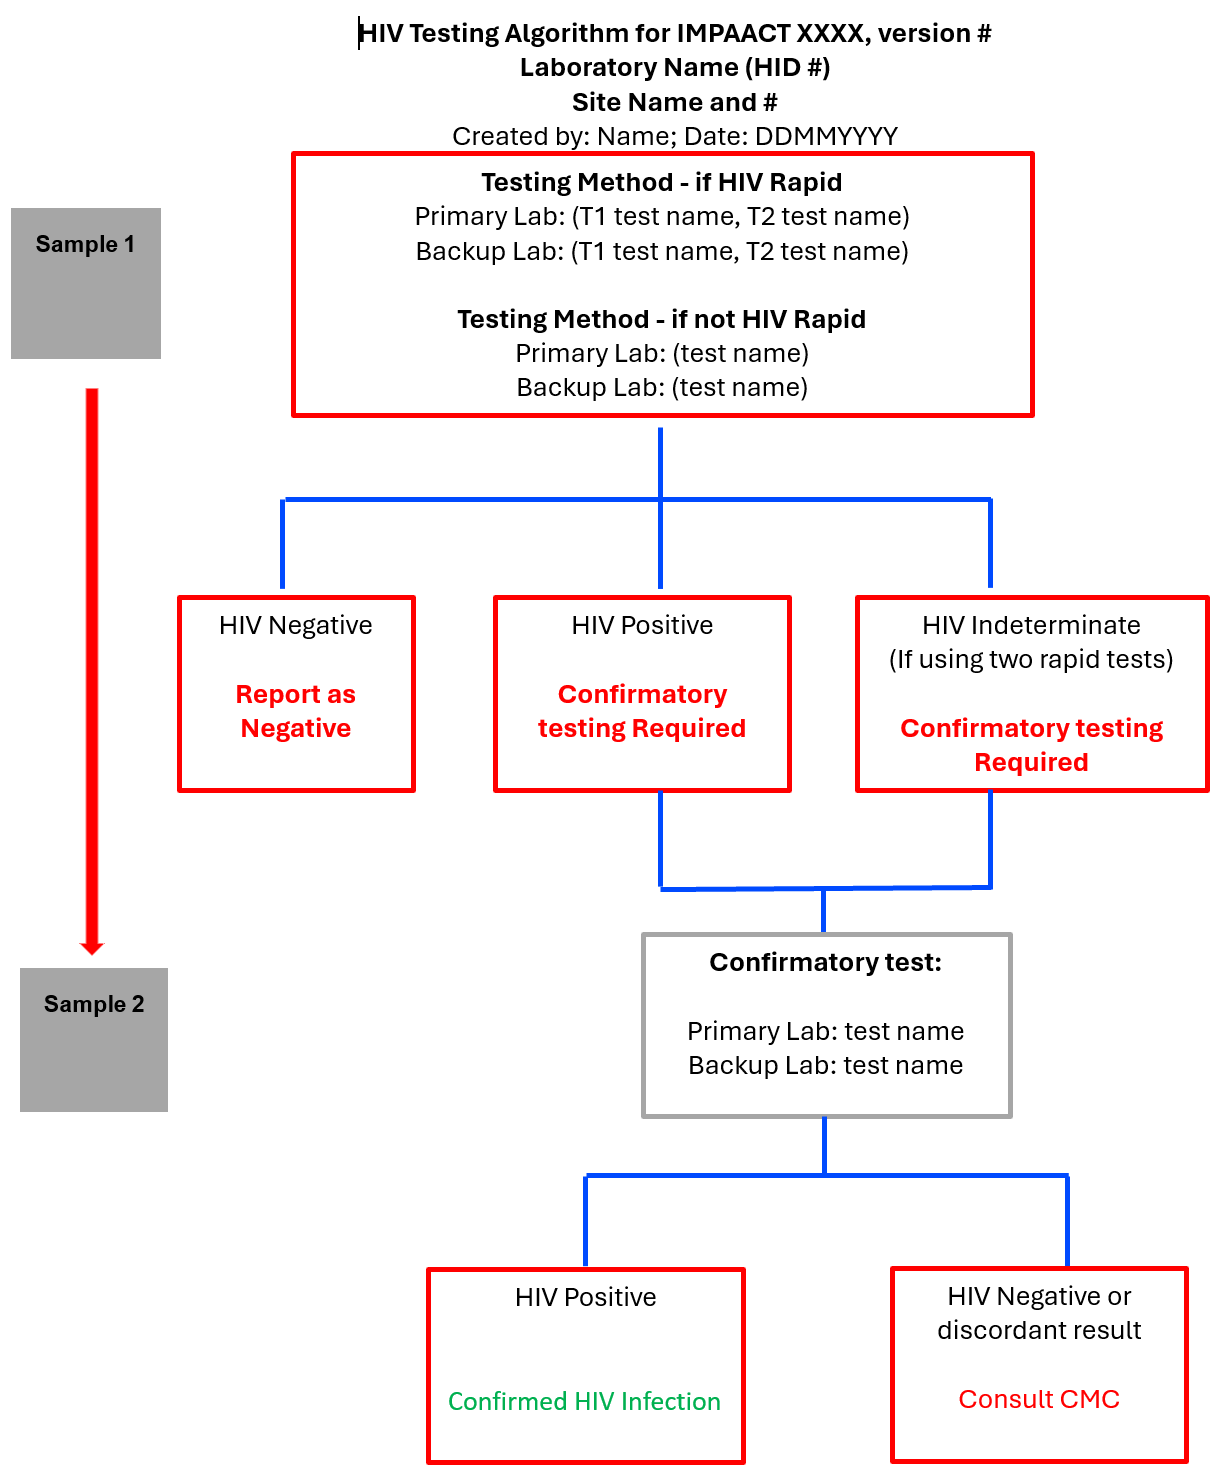 HIV Testing Algorithm for IMPAACT XXXX, version #
Laboratory Name (HID #)
Site Name and #
Created by: Name; Date: DDMMYYYY
Sample 1
Testing Method - if HIV Rapid
Primary Lab: (T1 test name, T2 test name)
Backup Lab: (T1 test name, T2 test name)
Testing Method - if not HIV Rapid
Primary Lab: (test name)
Backup Lab: (test name)
HIV Negative
Report as
Negative
HIV Positive
Confirmatory
testing Required
HIV Indeterminate
(If using two rapid tests)
Confirmatory testing
Required
Sample 2
Confirmatory test:
Primary Lab: test name
Backup Lab: test name
HIV Positive
Confirmed HIV Infection
HIV Negative or
discordant result
Consult CMC